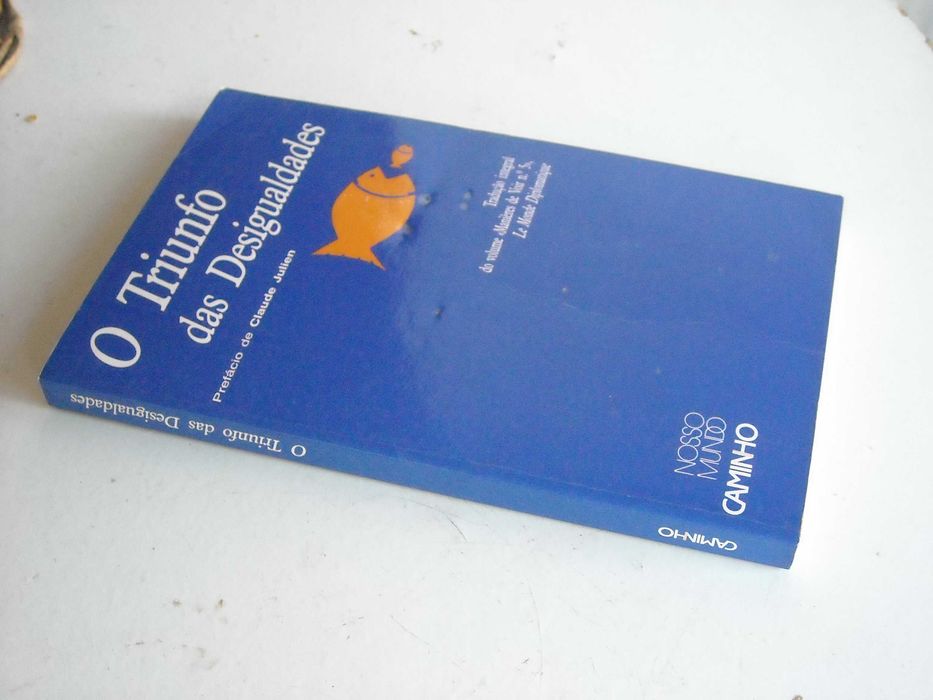 O Triunfo
das Desigualdades
Prefácio de Claude Julien
Tradução integral
do volume «Manière de Voir n.º 5,
Le Monde Diplomatique
NOSSO
MUNDO
CAMINHO
O Triunfo das Desigualdades
CAMINHO